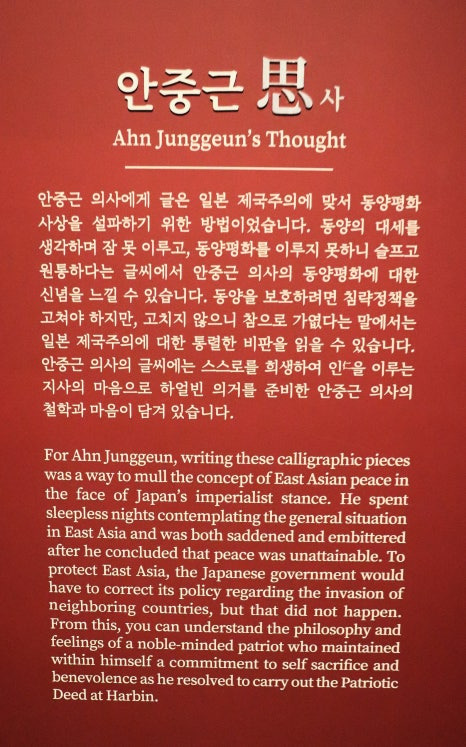 안중근 思 사
Ahn Junggeun's Thought
안중근 의사에게 글은 일본 제국주의에 맞서 동양평화
사상을 설파하기 위한 방법이었습니다. 동양의 대세를
생각하며 잠 못 이루고, 동양평화를 이루지 못하니 슬프고
원통하다는 글씨에서 안중근 의사의 동양평화에 대한
신념을 느낄 수 있습니다. 동양을 보호하려면 침략정책을
고쳐야 하지만, 고치지 않으니 참으로 가엾다는 말에서는
일본 제국주의에 대한 통렬한 비판을 읽을 수 있습니다.
안중근 의사의 글씨에는 스스로를 희생하여 인仁을 이루는
지사의 마음으로 하얼빈 의거를 준비한 안중근 의사의
철학과 마음이 담겨 있습니다.
For Ahn Junggeun, writing these calligraphic pieces
was a way to mull the concept of East Asian peace in
the face of Japan's imperialist stance. He spent
sleepless nights contemplating the general situation
in East Asia and was both saddened and embittered
after he concluded that peace was unattainable. To
protect East Asia, the Japanese government would
have to correct its policy regarding the invasion of
neighboring countries, but that did not happen.
From this, you can understand the philosophy and
feelings of a noble-minded patriot who maintained
within himself a commitment to self sacrifice and
benevolence as he resolved to carry out the Patriotic
Deed at Harbin.